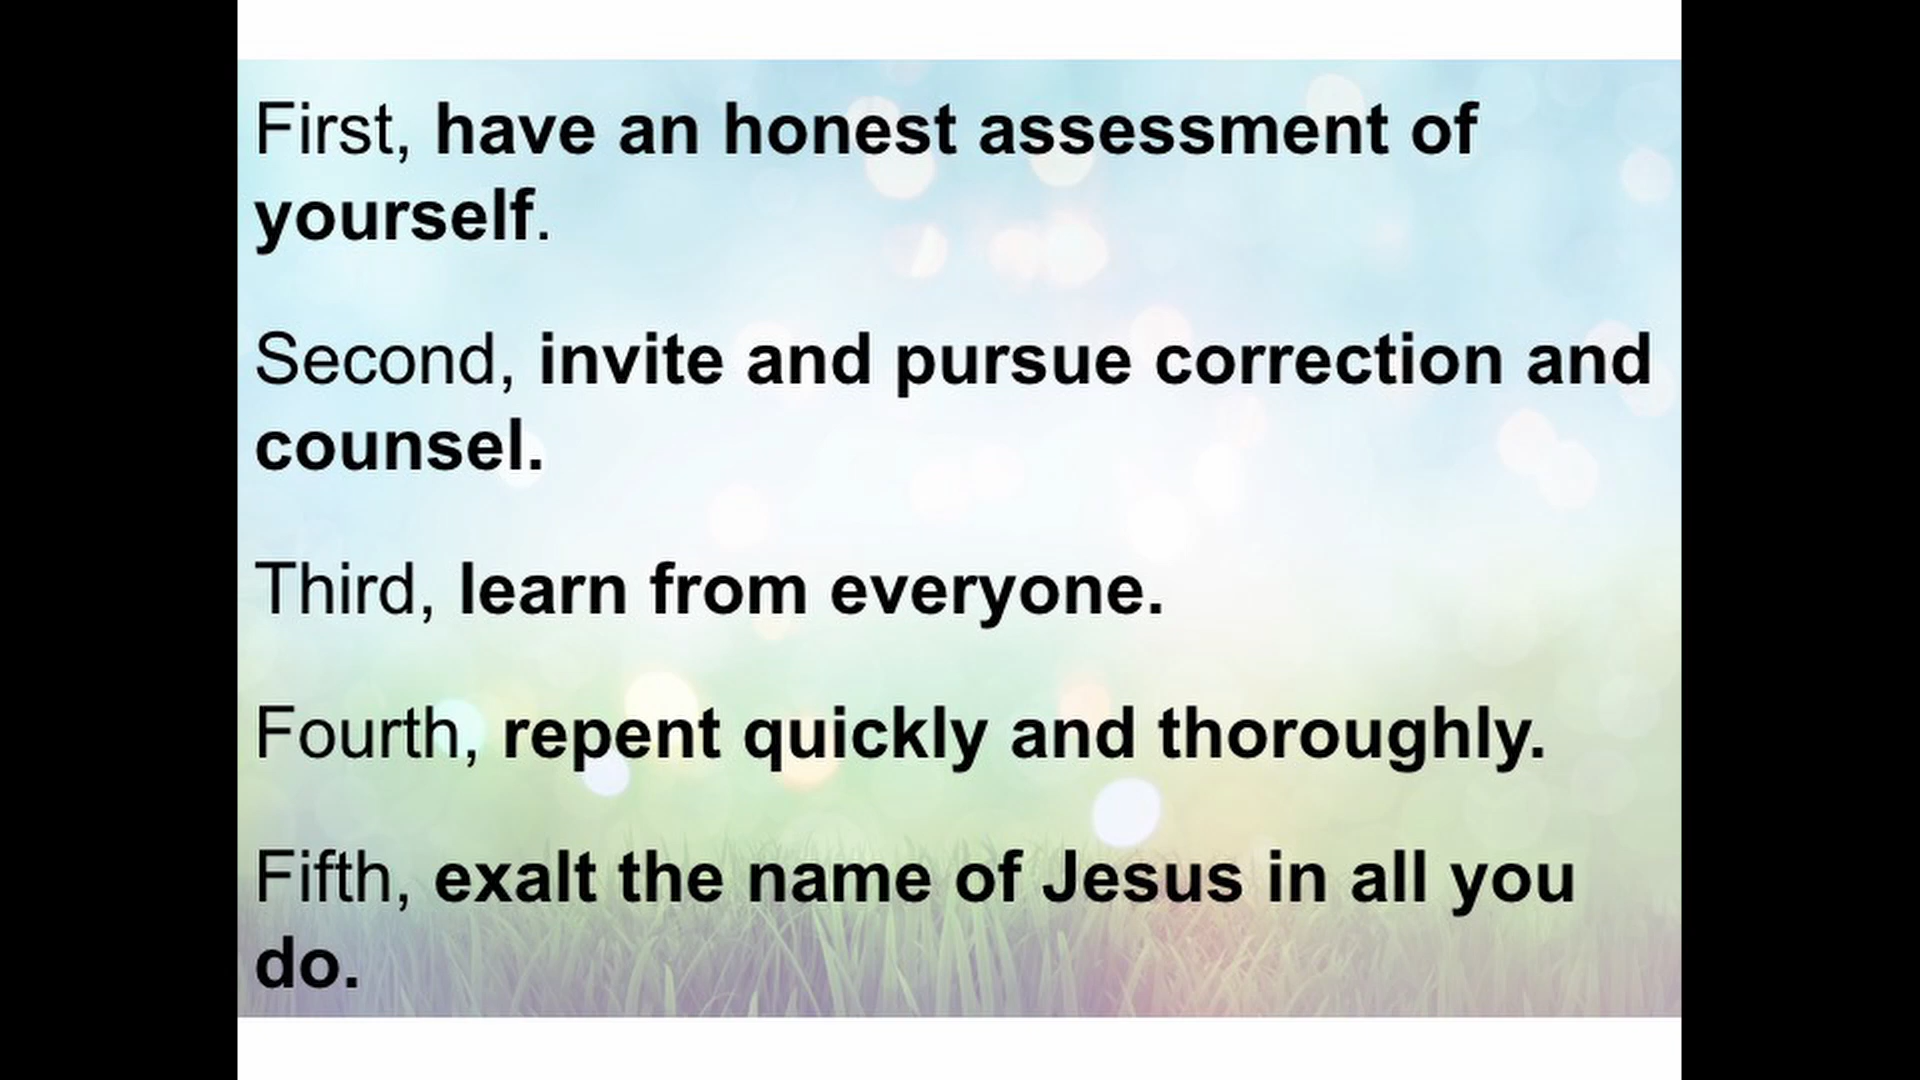 First, have an honest assessment of
yourself.
Second, invite and pursue correction and
counsel.
Third, learn from everyone.
Fourth, repent quickly and thoroughly.
Fifth, exalt the name of Jesus in all you
do.